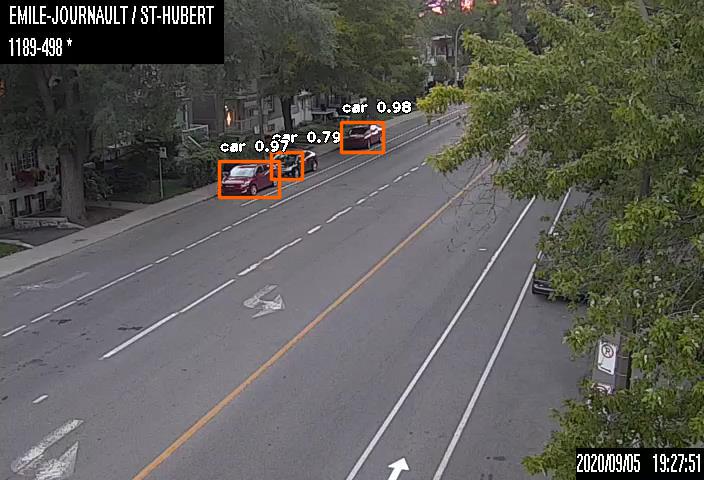 EMILE-JOURNAULT / ST-HUBERT
1189-498 *
car 0.98
car 0.79
car 0.97
P
2020/09/05 19:27:51